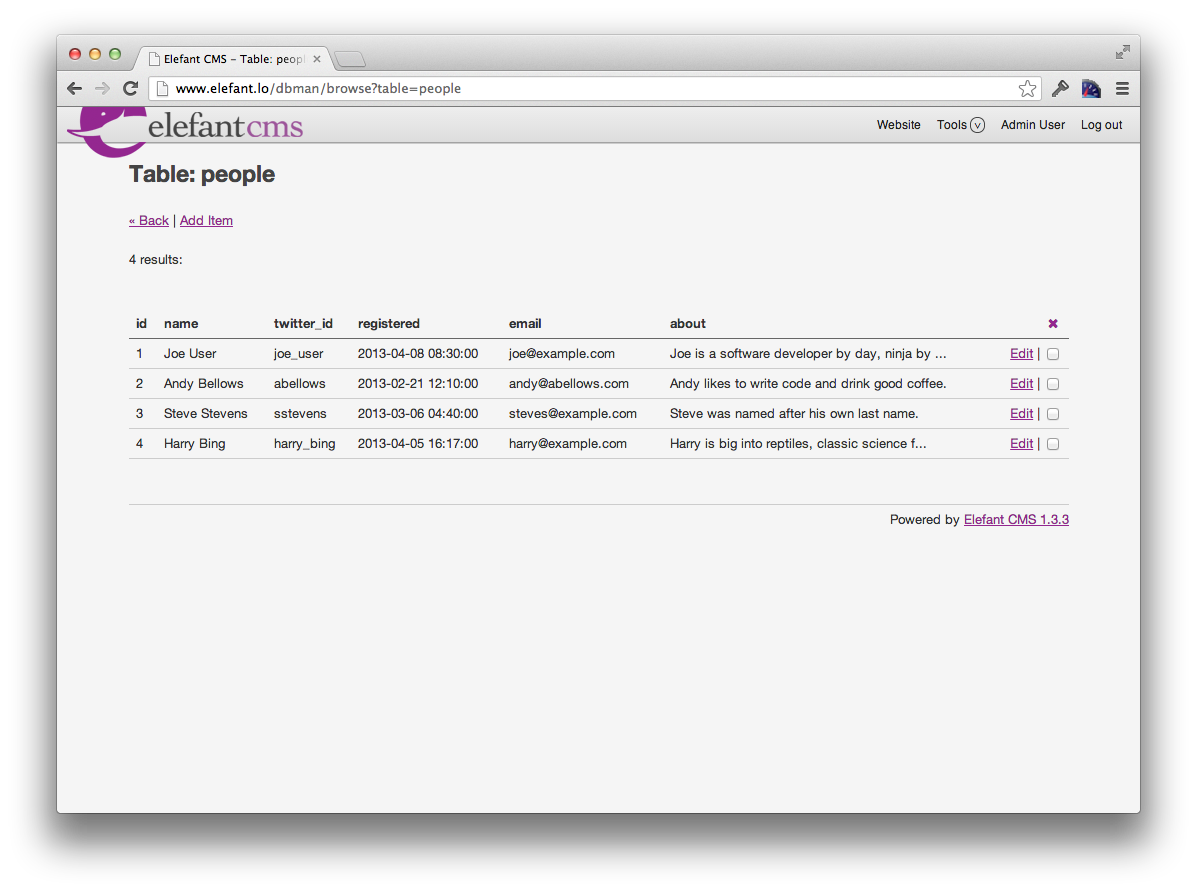 Elefant CMS – Table: peop
www.elefant.lo/dbman/browse?table=people
elefantcms
Website Tools Admin User Log out
Table: people
« Back | Add Item
4 results:
id name twitter_id registered email about ✖
1 Joe User joe_user 2013-04-08 08:30:00 joe@example.com Joe is a software developer by day, ninja by ... Edit |
2 Andy Bellows abellows 2013-02-21 12:10:00 andy@abellows.com Andy likes to write code and drink good coffee. Edit |
3 Steve Stevens sstevens 2013-03-06 04:40:00 steves@example.com Steve was named after his own last name. Edit |
4 Harry Bing harry_bing 2013-04-05 16:17:00 harry@example.com Harry is big into reptiles, classic science f... Edit |
Powered by Elefant CMS 1.3.3